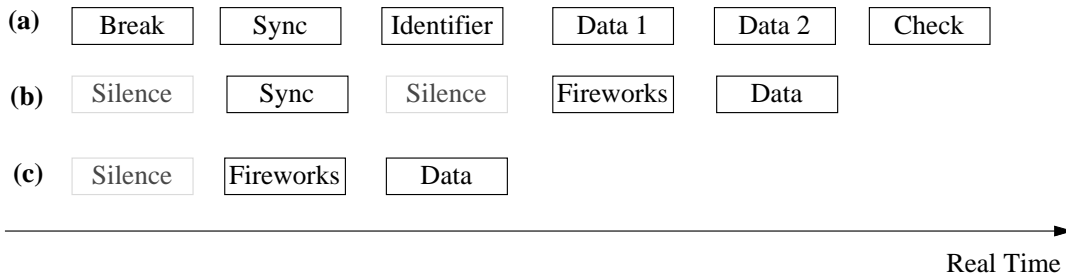 (a) Break Sync Identifier Data 1 Data 2 Check
(b) Silence Sync Silence Fireworks Data
(c) Silence Fireworks Data
Real Time